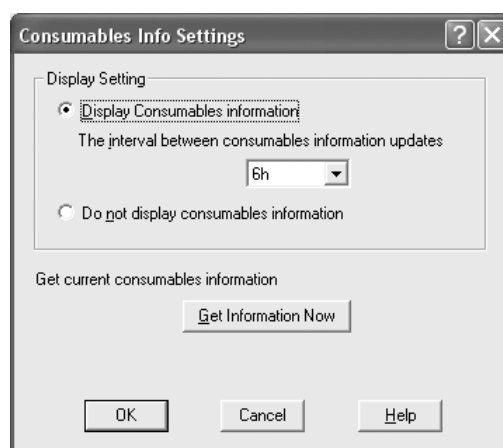 Consumables Info Settings
Display Setting
Display Consumables information
The interval between consumables information updates
6h
Do not display consumables information
Get current consumables information
Get Information Now
OK
Cancel
Help